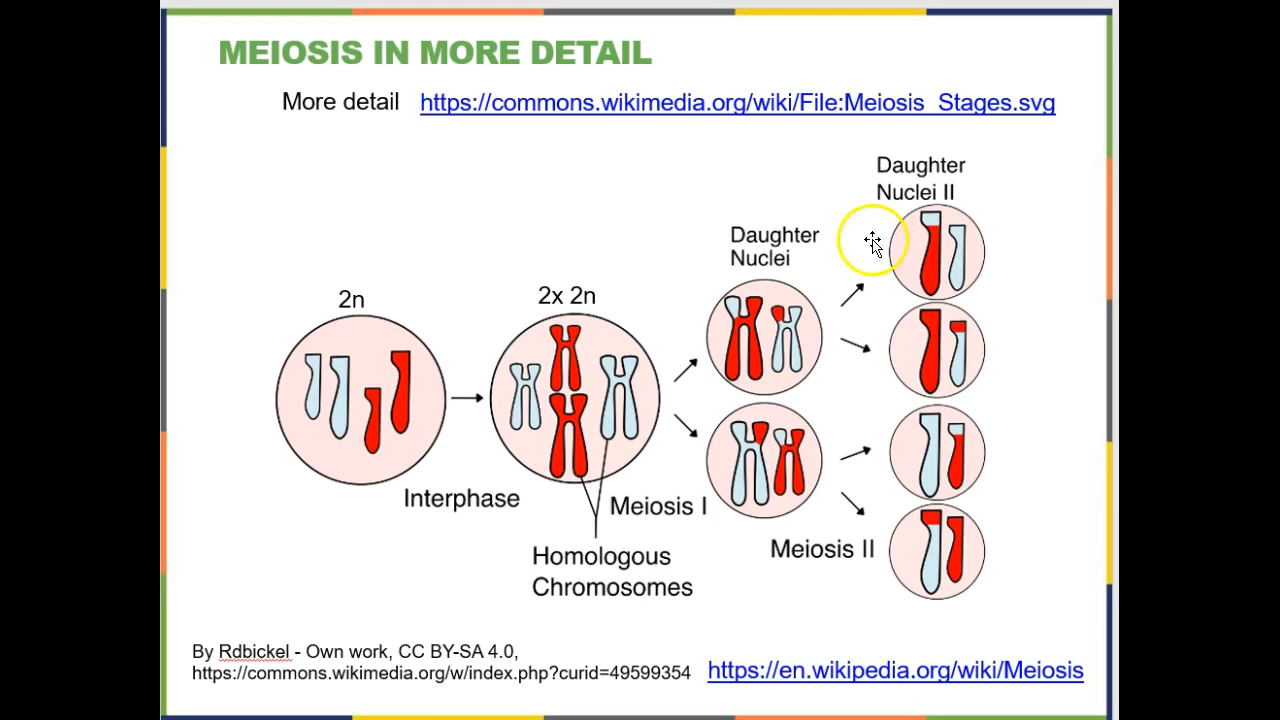 MEIOSIS IN MORE DETAIL
More detail https://commons.wikimedia.org/wiki/File:Meiosis_Stages.svg
Daughter
Nuclei II
Daughter
Nuclei
2n
2x 2n
Interphase
Meiosis I
Homologous
Chromosomes
Meiosis II
By Rdbickel - Own work, CC BY-SA 4.0,
https://commons.wikimedia.org/w/index.php?curid=49599354
https://en.wikipedia.org/wiki/Meiosis